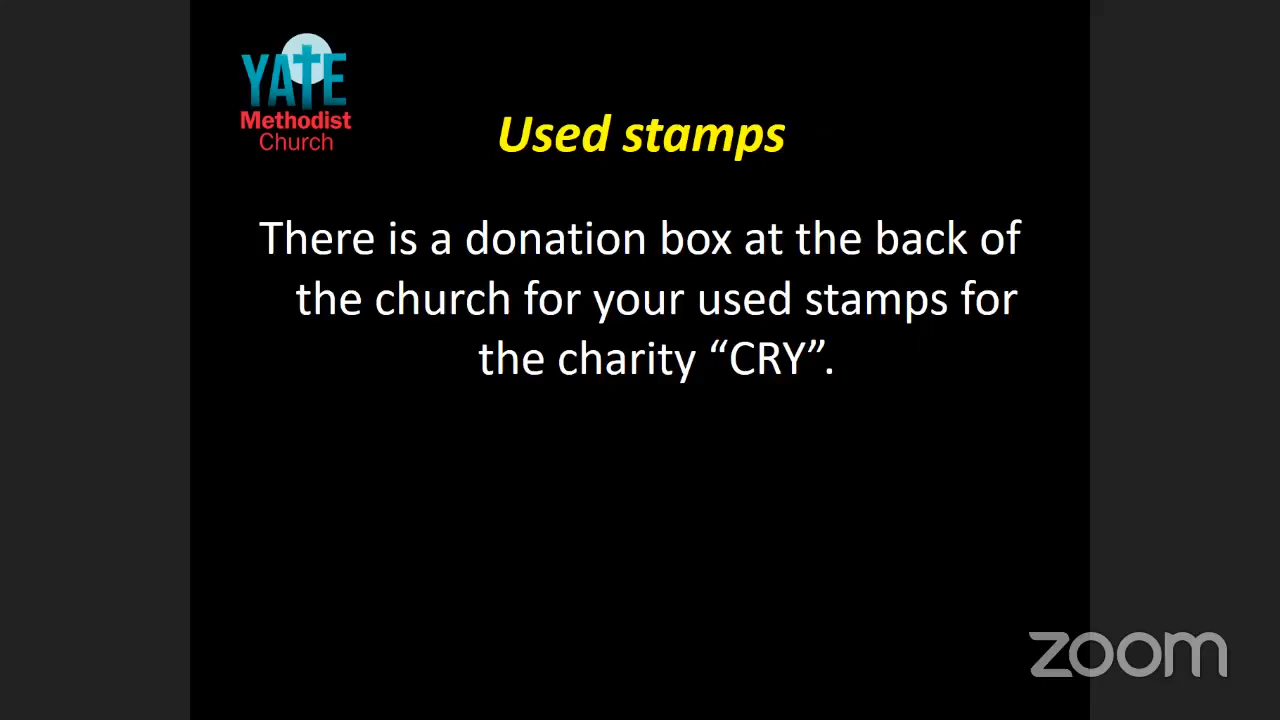 YATE
Methodist
Church
Used stamps
There is a donation box at the back of
the church for your used stamps for
the charity “CRY”.
zoom